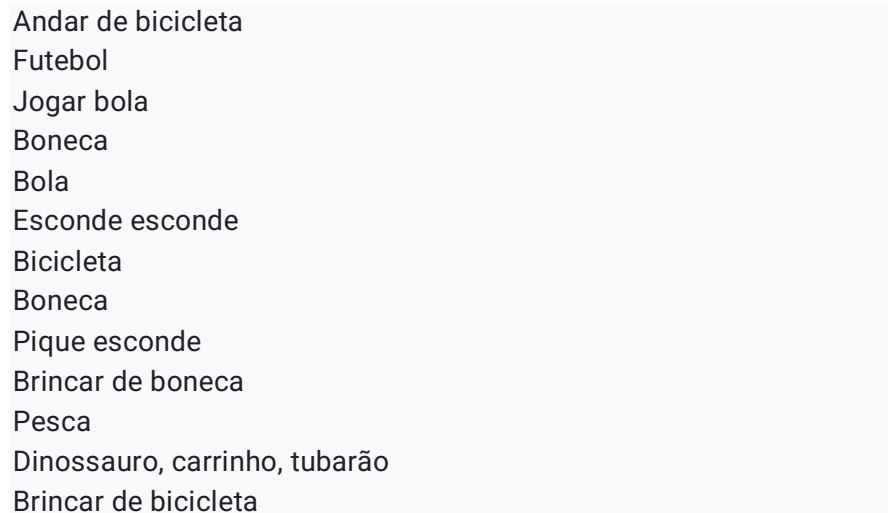 Andar de bicicleta
Futebol
Jogar bola
Boneca
Bola
Esconde esconde
Bicicleta
Boneca
Pique esconde
Brincar de boneca
Pesca
Dinossauro, carrinho, tubarão
Brincar de bicicleta